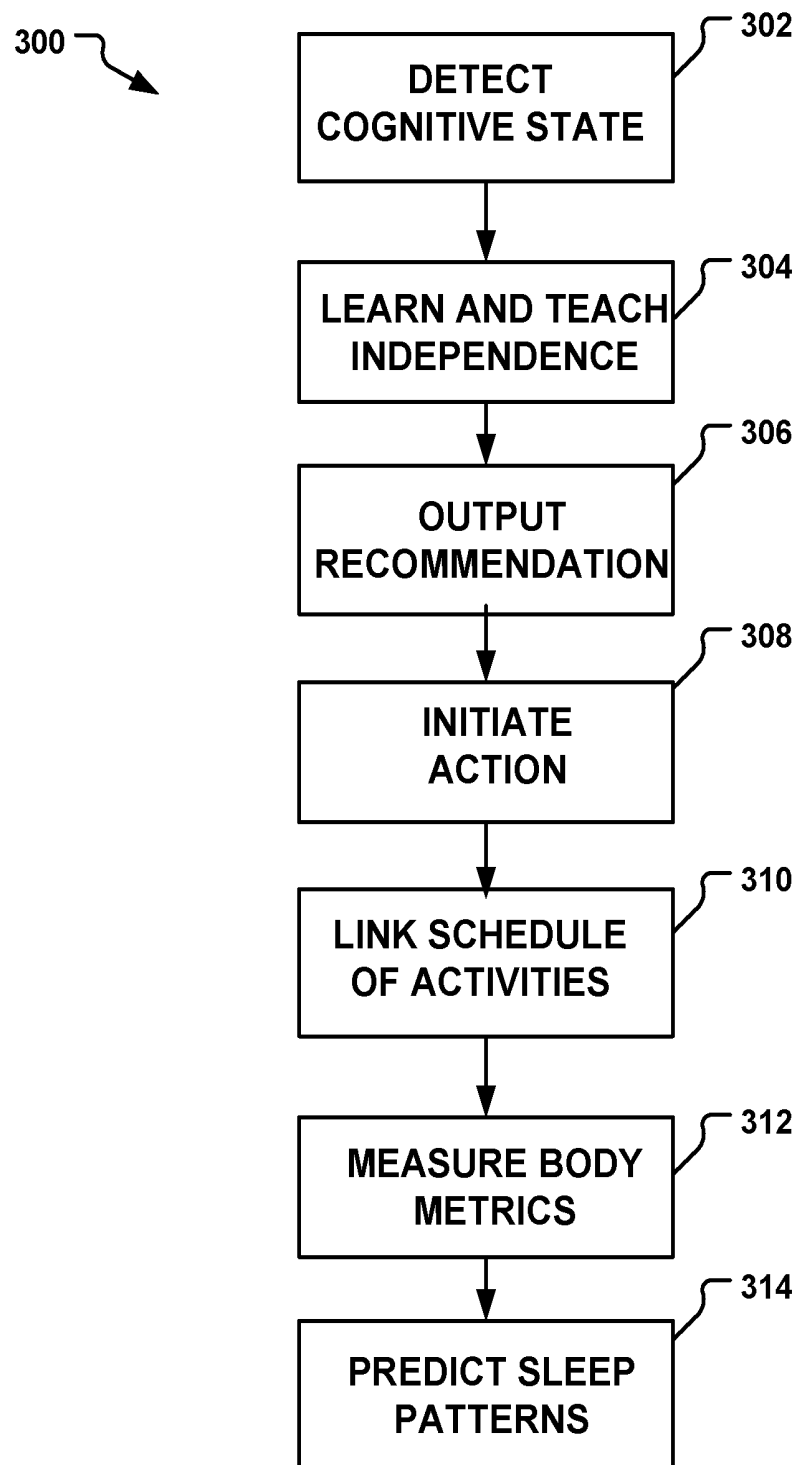 300
302
DETECT
COGNITIVE STATE
304
LEARN AND TEACH
INDEPENDENCE
306
OUTPUT
RECOMMENDATION
308
INITIATE
ACTION
310
LINK SCHEDULE
OF ACTIVITIES
312
MEASURE BODY
METRICS
314
PREDICT SLEEP
PATTERNS